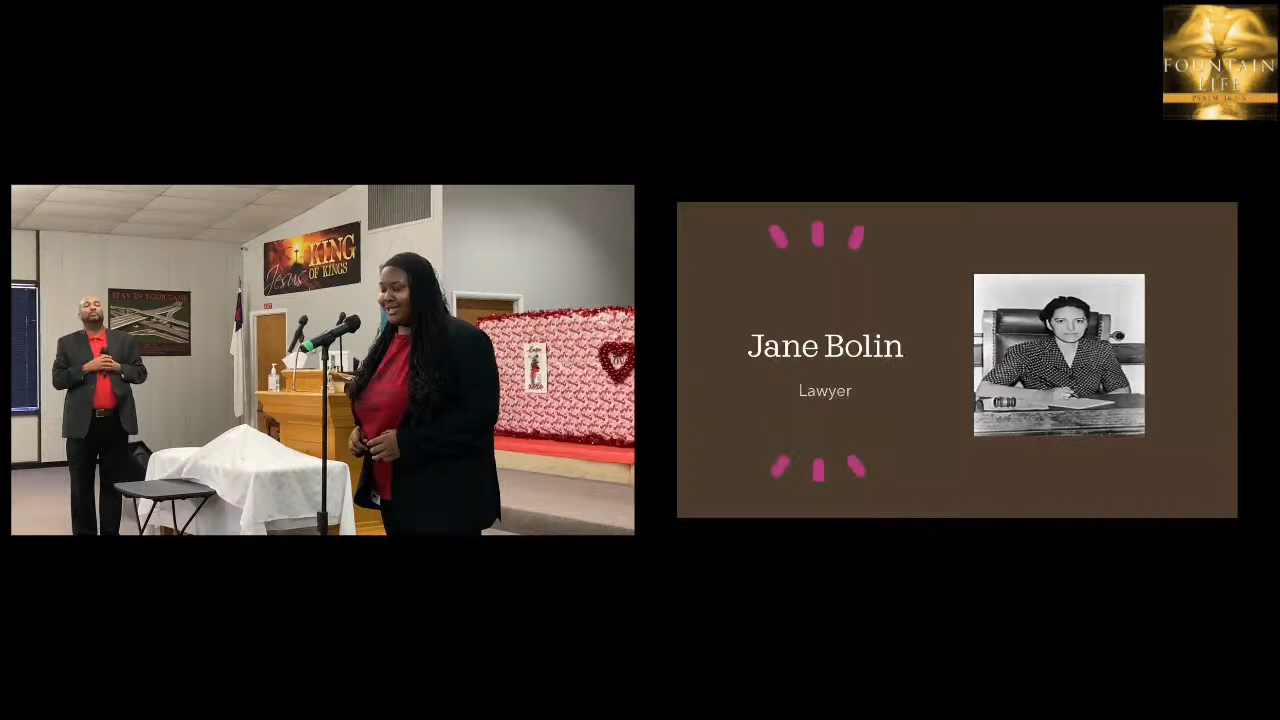 FOUNTAIN
LIFE
STAY IN YOUR LANE
Jesus
KING
OF KINGS
Jane Bolin
Lawyer